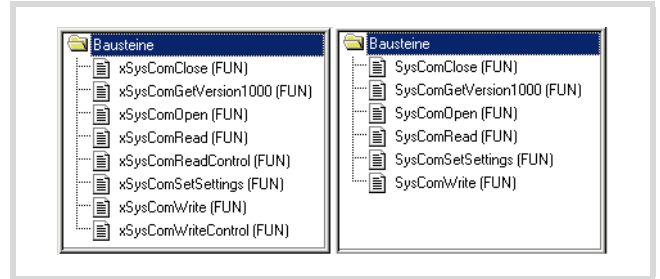 Bausteine
xSysComClose (FUN)
xSysComGetVersion1000 (FUN)
xSysComOpen (FUN)
xSysComRead (FUN)
xSysComReadControl (FUN)
xSysComSetSettings (FUN)
xSysComWrite (FUN)
xSysComWriteControl (FUN)
Bausteine
SysComClose (FUN)
SysComGetVersion1000 (FUN)
SysComOpen (FUN)
SysComRead (FUN)
SysComSetSettings (FUN)
SysComWrite (FUN)